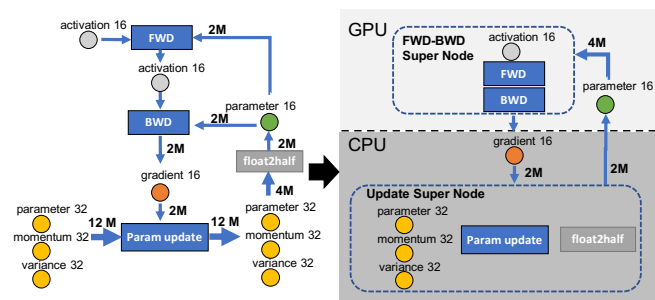 activation 16
FWD
2M
activation 16
BWD
2M
parameter 16
2M
2M
float2half
4M
gradient 16
2M
parameter 32
momentum 32
variance 32
12 M
Param update
12 M
parameter 32
momentum 32
variance 32
GPU
FWD-BWD
Super Node
activation 16
FWD
BWD
4M
parameter 16
CPU
gradient 16
2M
2M
Update Super Node
parameter 32
momentum 32
variance 32
Param update
float2half